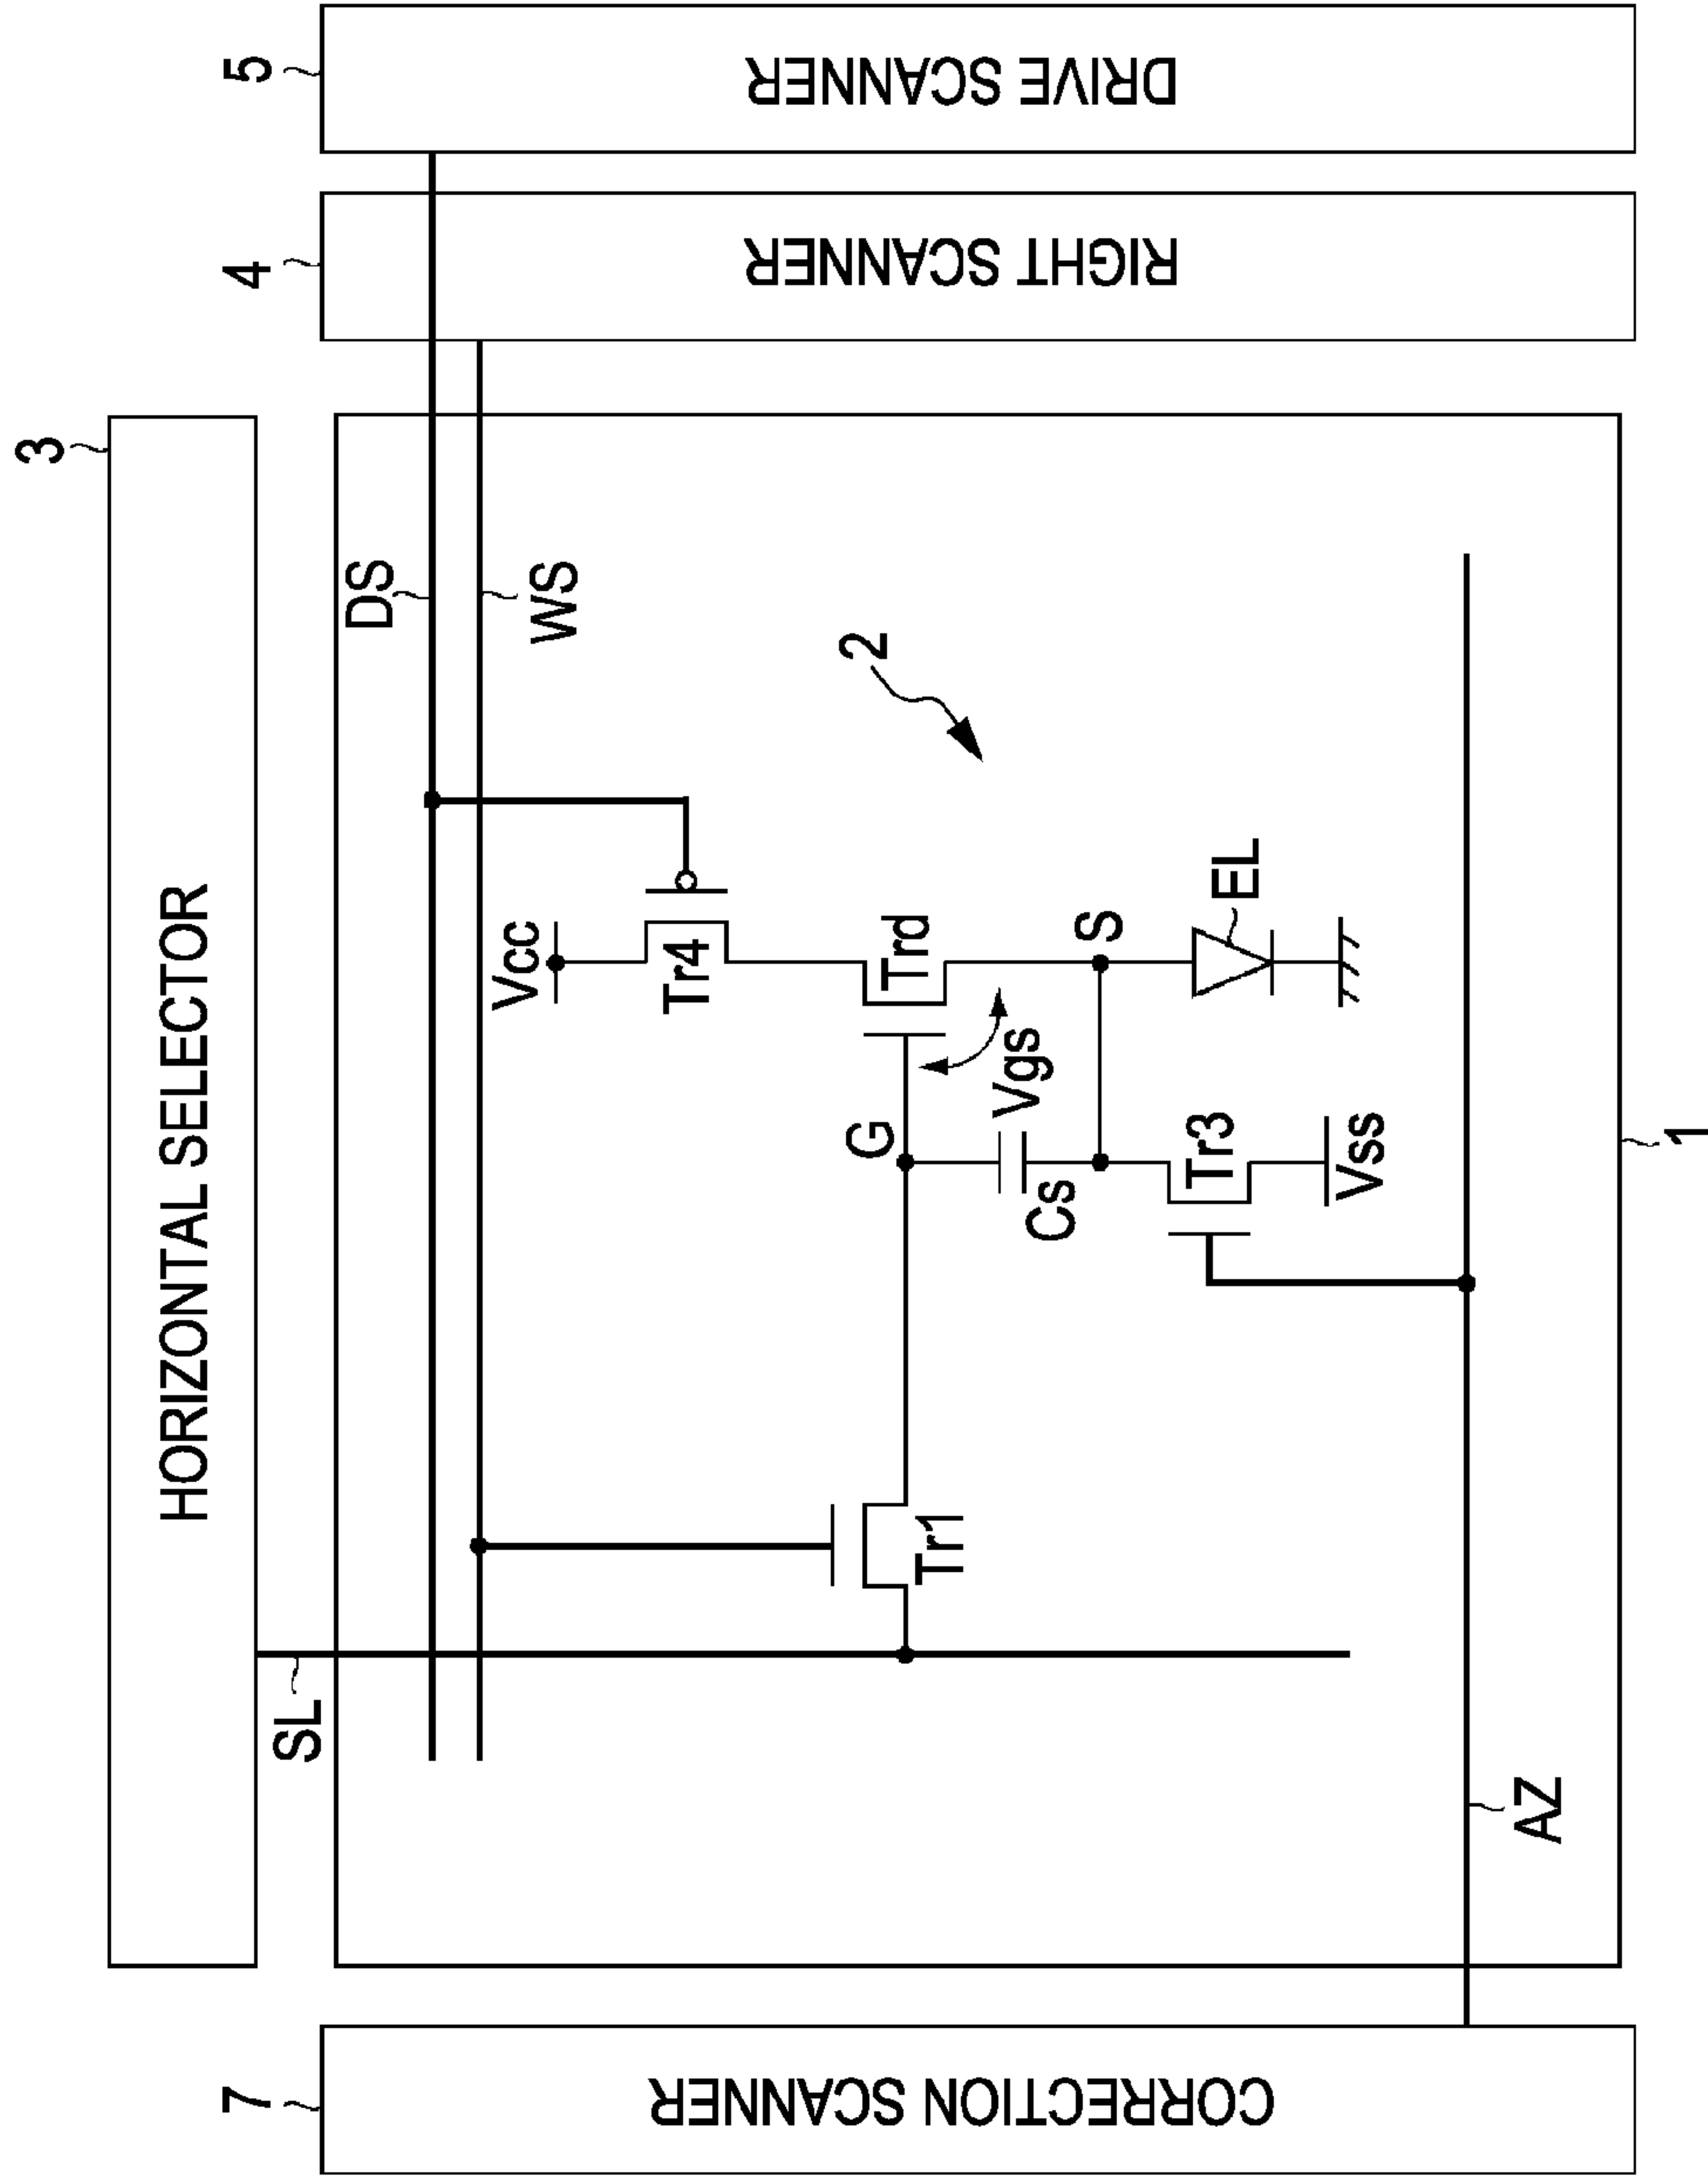 3
HORIZONTAL SELECTOR
7
CORRECTION SCANNER
SL
DS
WS
4
RIGHT SCANNER
5
DRIVE SCANNER
Vcc
Tr4
2
Tr1
G
Trd
Vgs
Cs
S
Tr3
EL
Vss
AZ
1